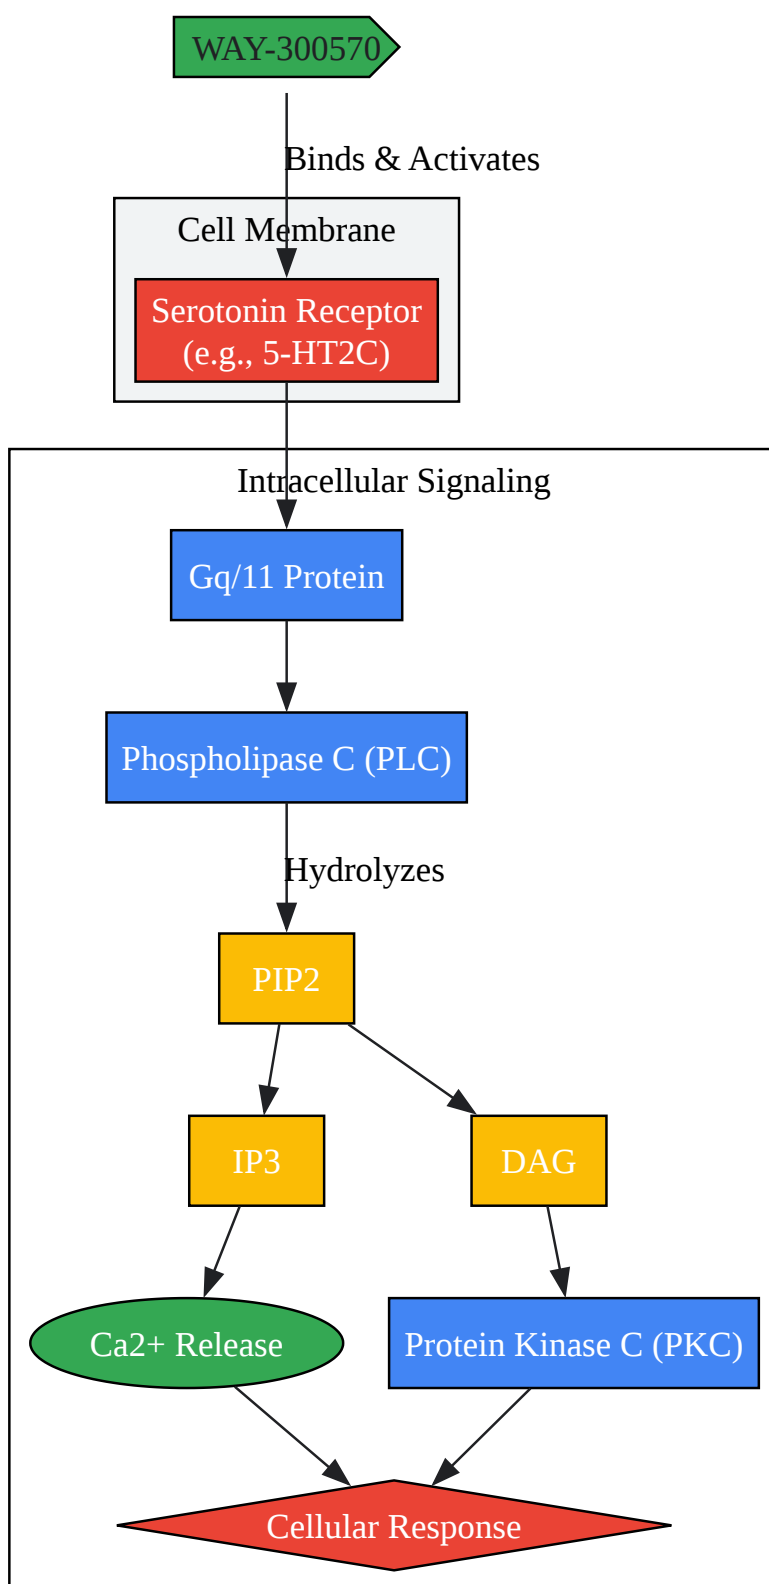 WAY-300570
Binds & Activates
Cell Membrane
Serotonin Receptor
(e.g., 5-HT2C)
Intracellular Signaling
Gq/11 Protein
Phospholipase C (PLC)
Hydrolyzes
PIP2
IP3
DAG
Ca2+ Release
Protein Kinase C (PKC)
Cellular Response